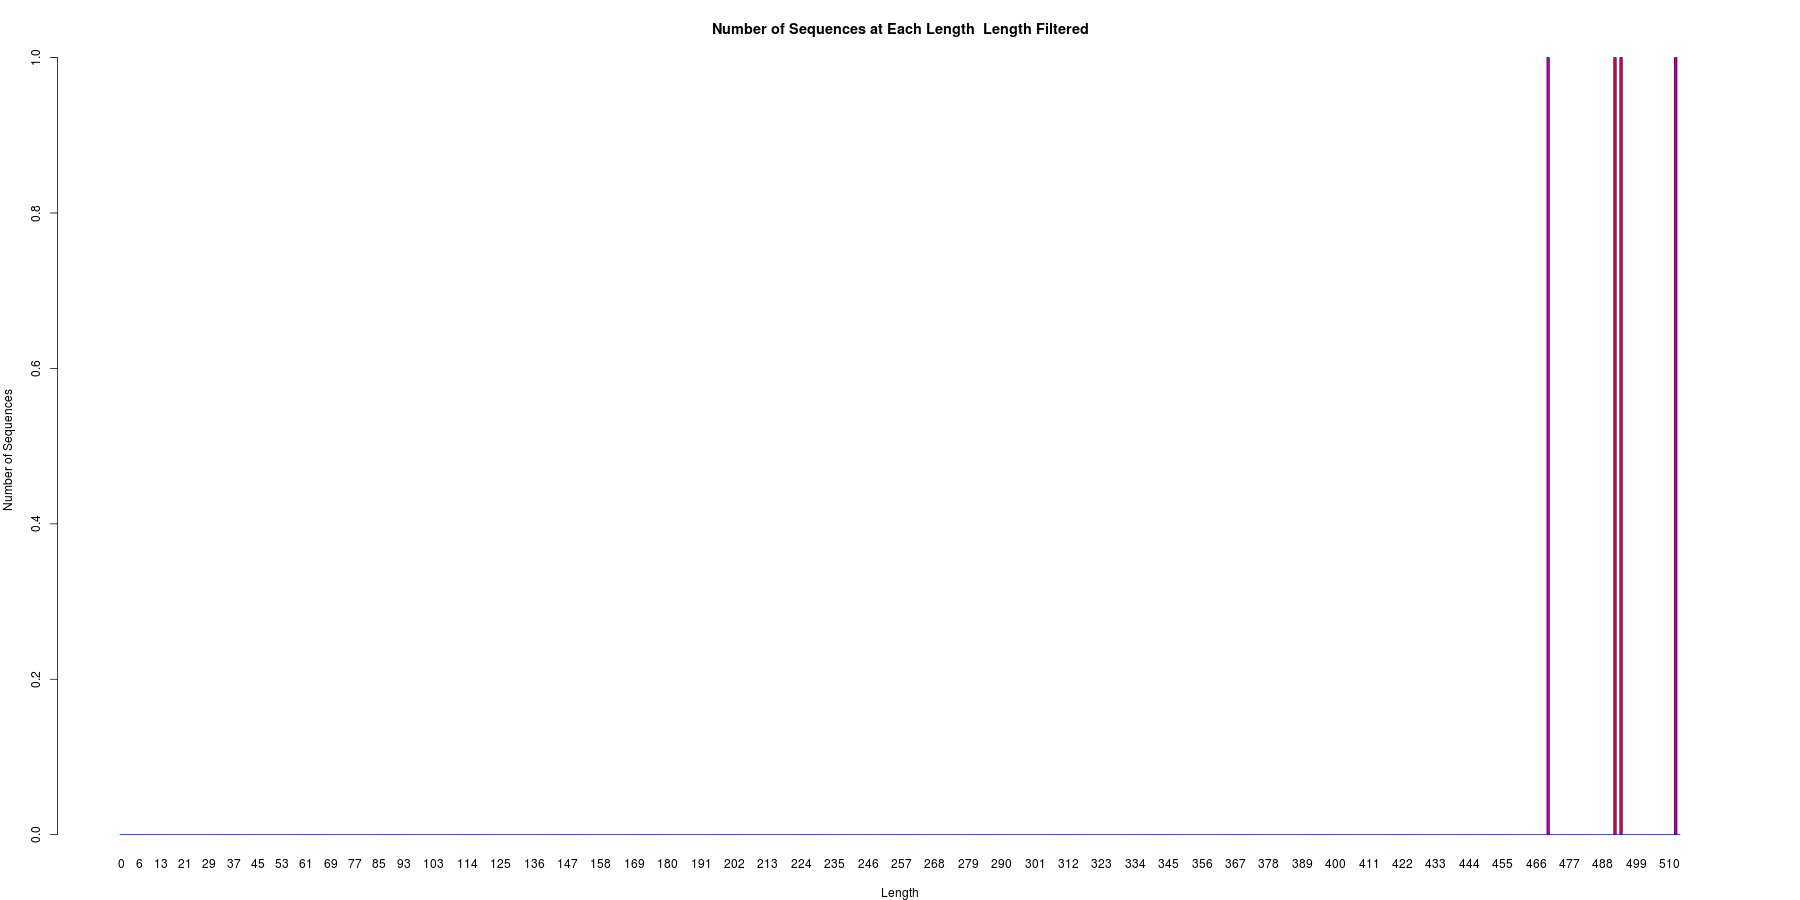 Number of Sequences at Each Length  Length Filtered
1.0
0.8
0.6
0.4
0.2
0.0
Number of Sequences
0 6 13 21 29 37 45 53 61 69 77 85 93 103 114 125 136 147 158 169 180 191 202 213 224 235 246 257 268 279 290 301 312 323 334 345 356 367 378 389 400 411 422 433 444 455 466 477 488 499 510
Length